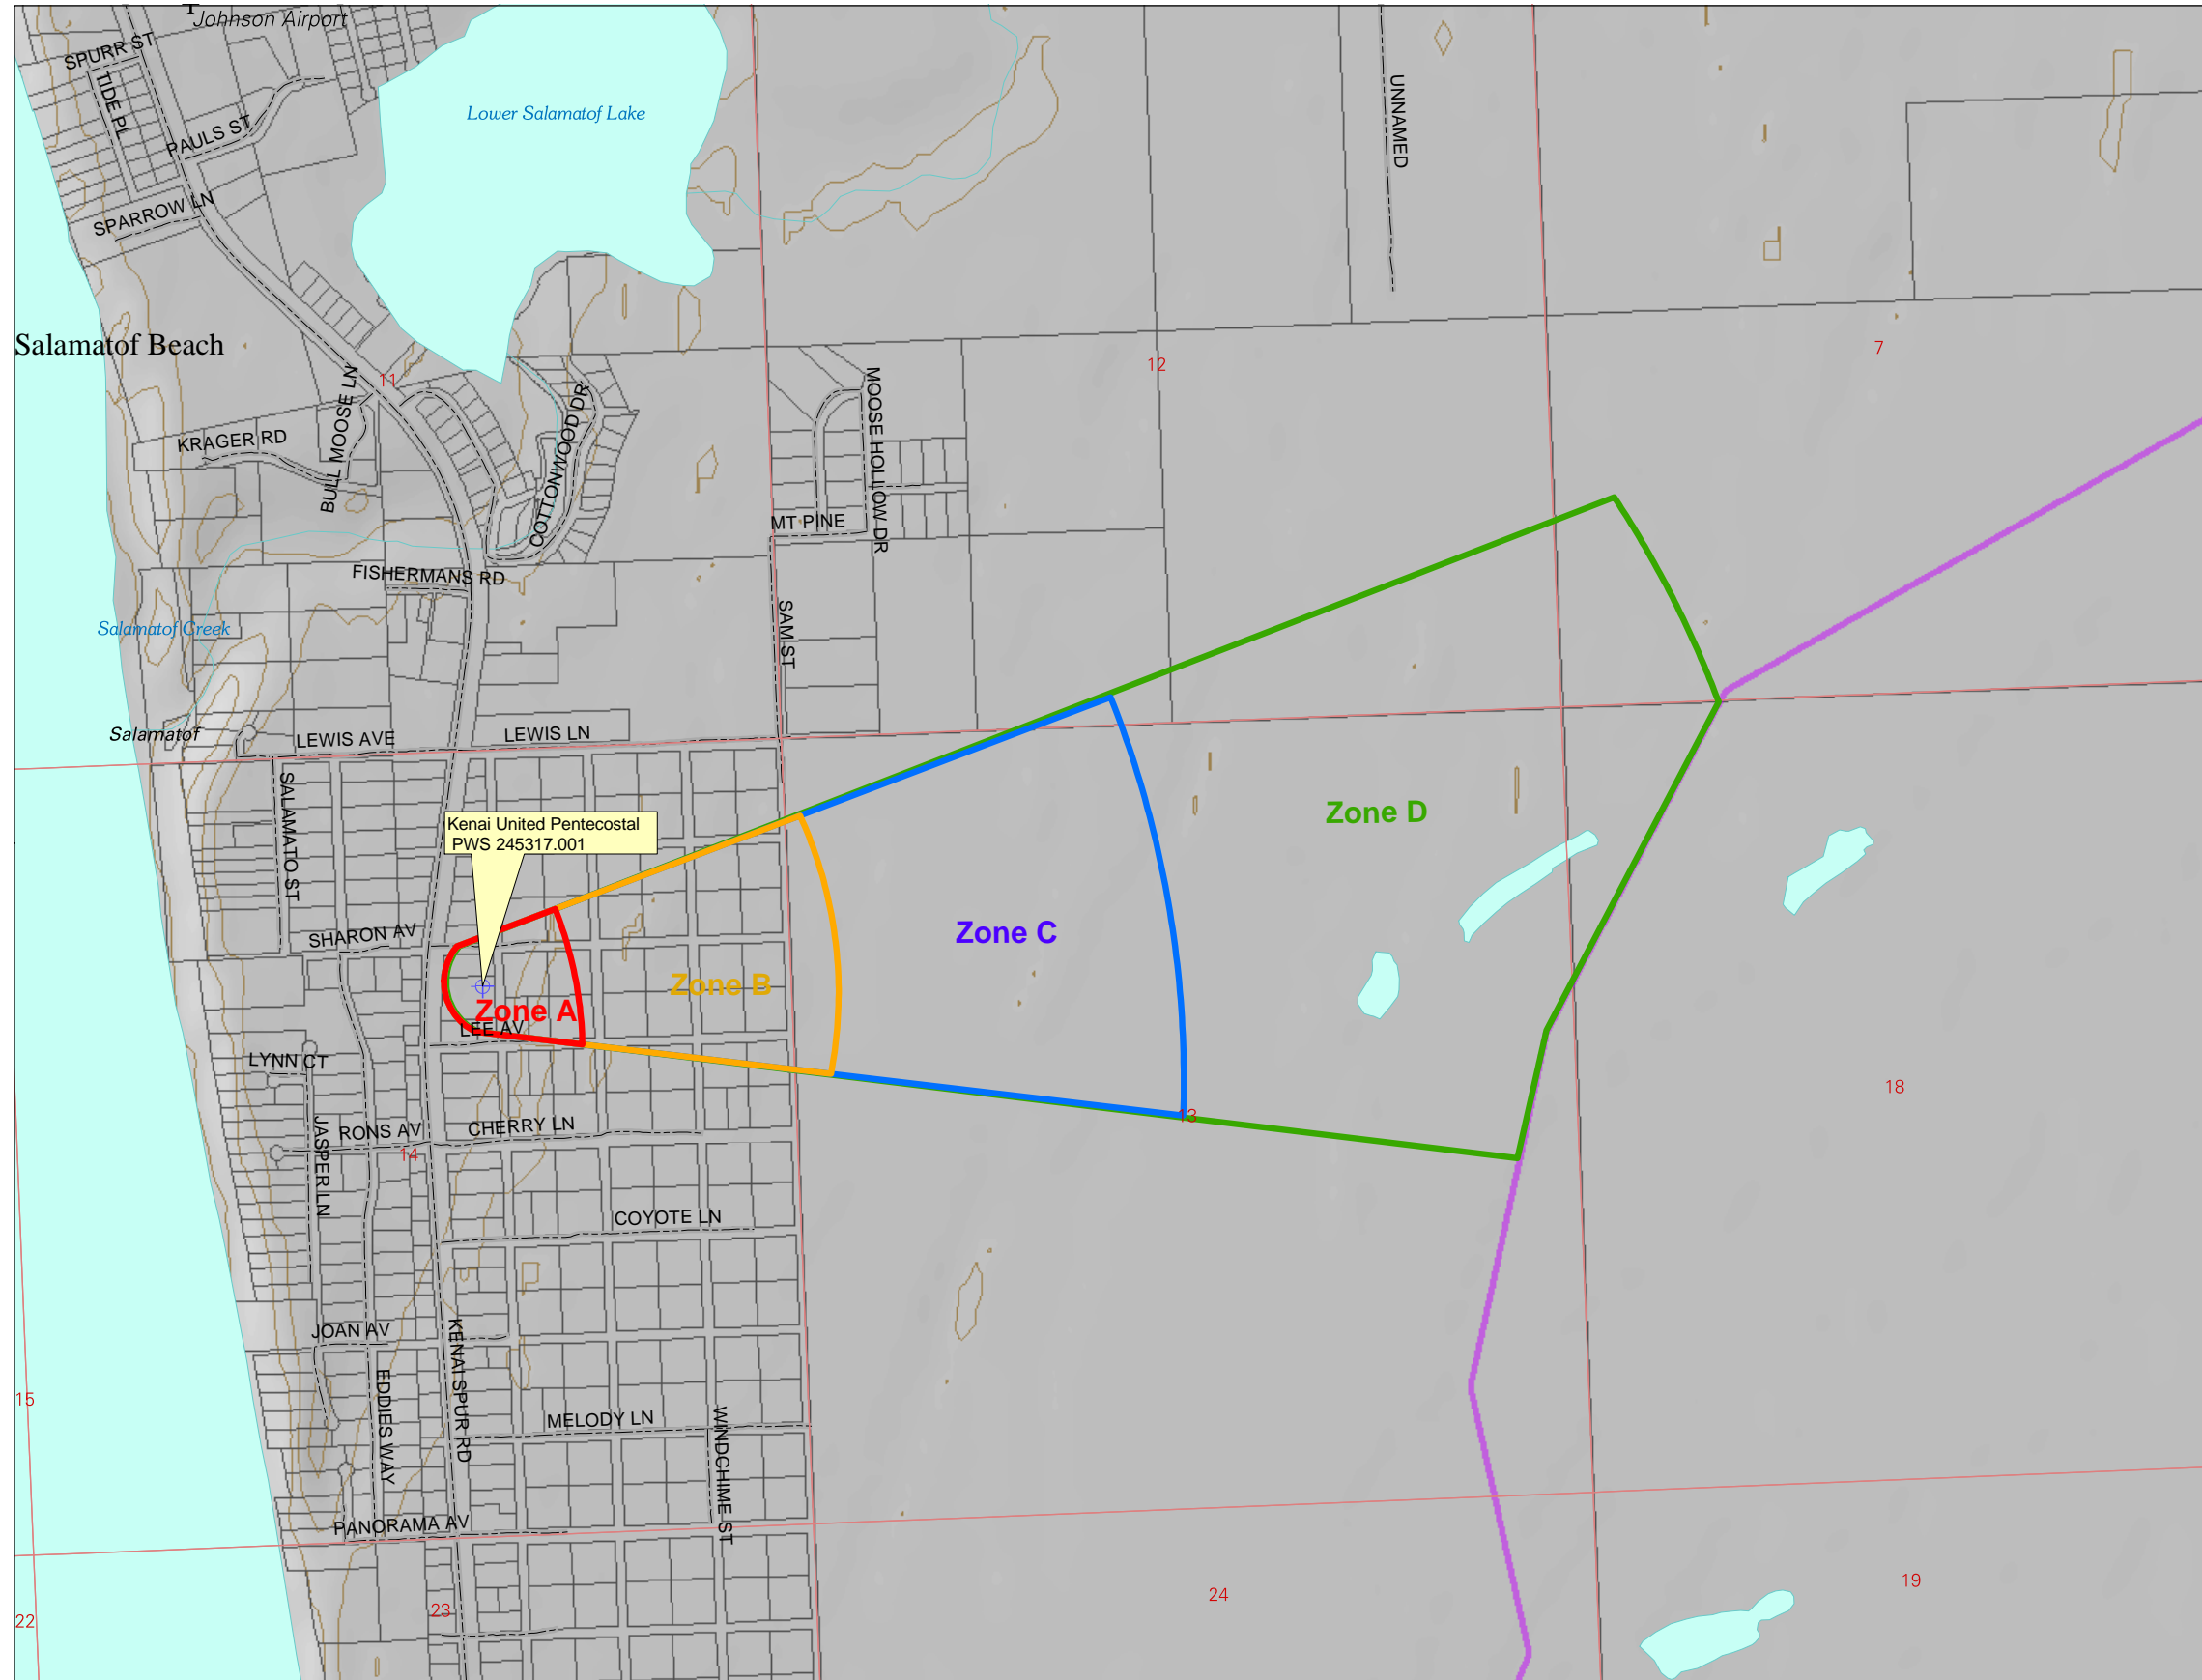 Johnson Airport
SPURR ST
TIDE PL
PAULS ST
SPARROW LN
Lower Salamatof Lake
UNNAMED
Salamatof Beach
11
12
7
BULL MOOSE LN
KRAGER RD
COTTONWOOD DR
MOOSE HOLLOW DR
MT PINE
FISHERMANS RD
SAM ST
Salamatof Creek
Salamatof
LEWIS AVE
LEWIS LN
SALAMATO ST
Kenai United Pentecostal
PWS 245317.001
Zone D
Zone C
SHARON AV
Zone B
Zone A
LEE AV
LYNN CT
18
13
JASPER LN
RONS AV
CHERRY LN
14
COYOTE LN
JOAN AV
KENAI SPUR RD
EDDIES WAY
15
MELODY LN
WINDCHIME ST
PANORAMA AV
22
23
24
19